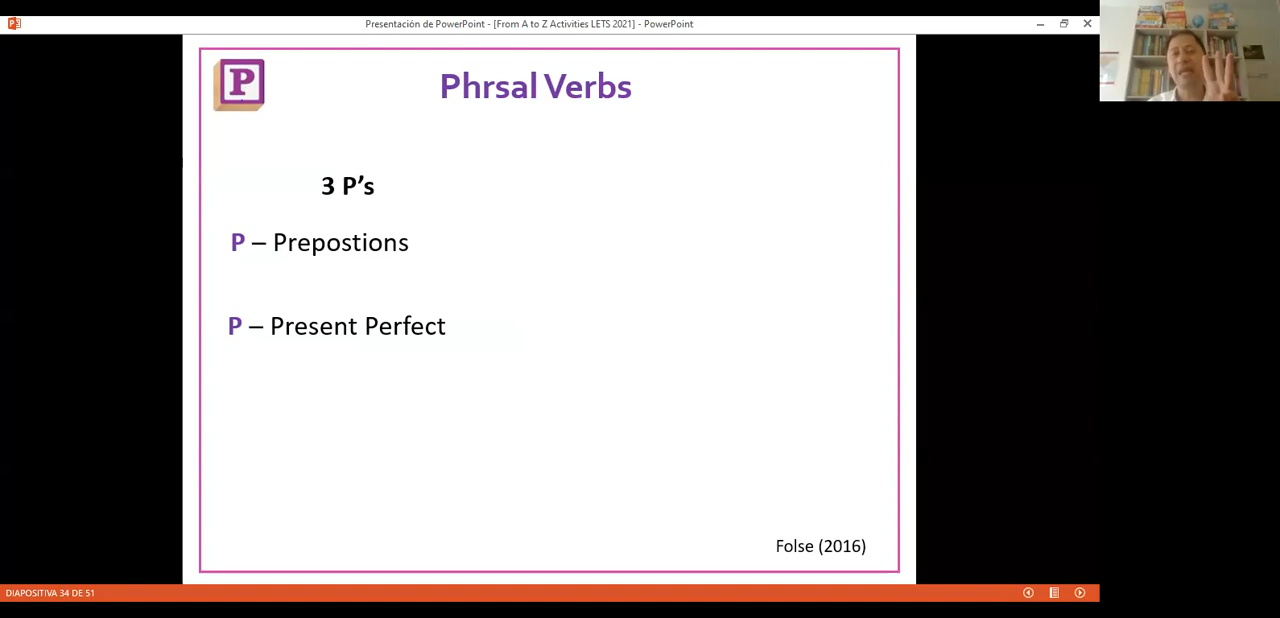 Presentación de PowerPoint - [From A to Z Activities LETS 2021] - PowerPoint
P
Phrsal Verbs
3 P's
P – Prepostions
P – Present Perfect
Folse (2016)
DIAPOSITIVA 34 DE 51